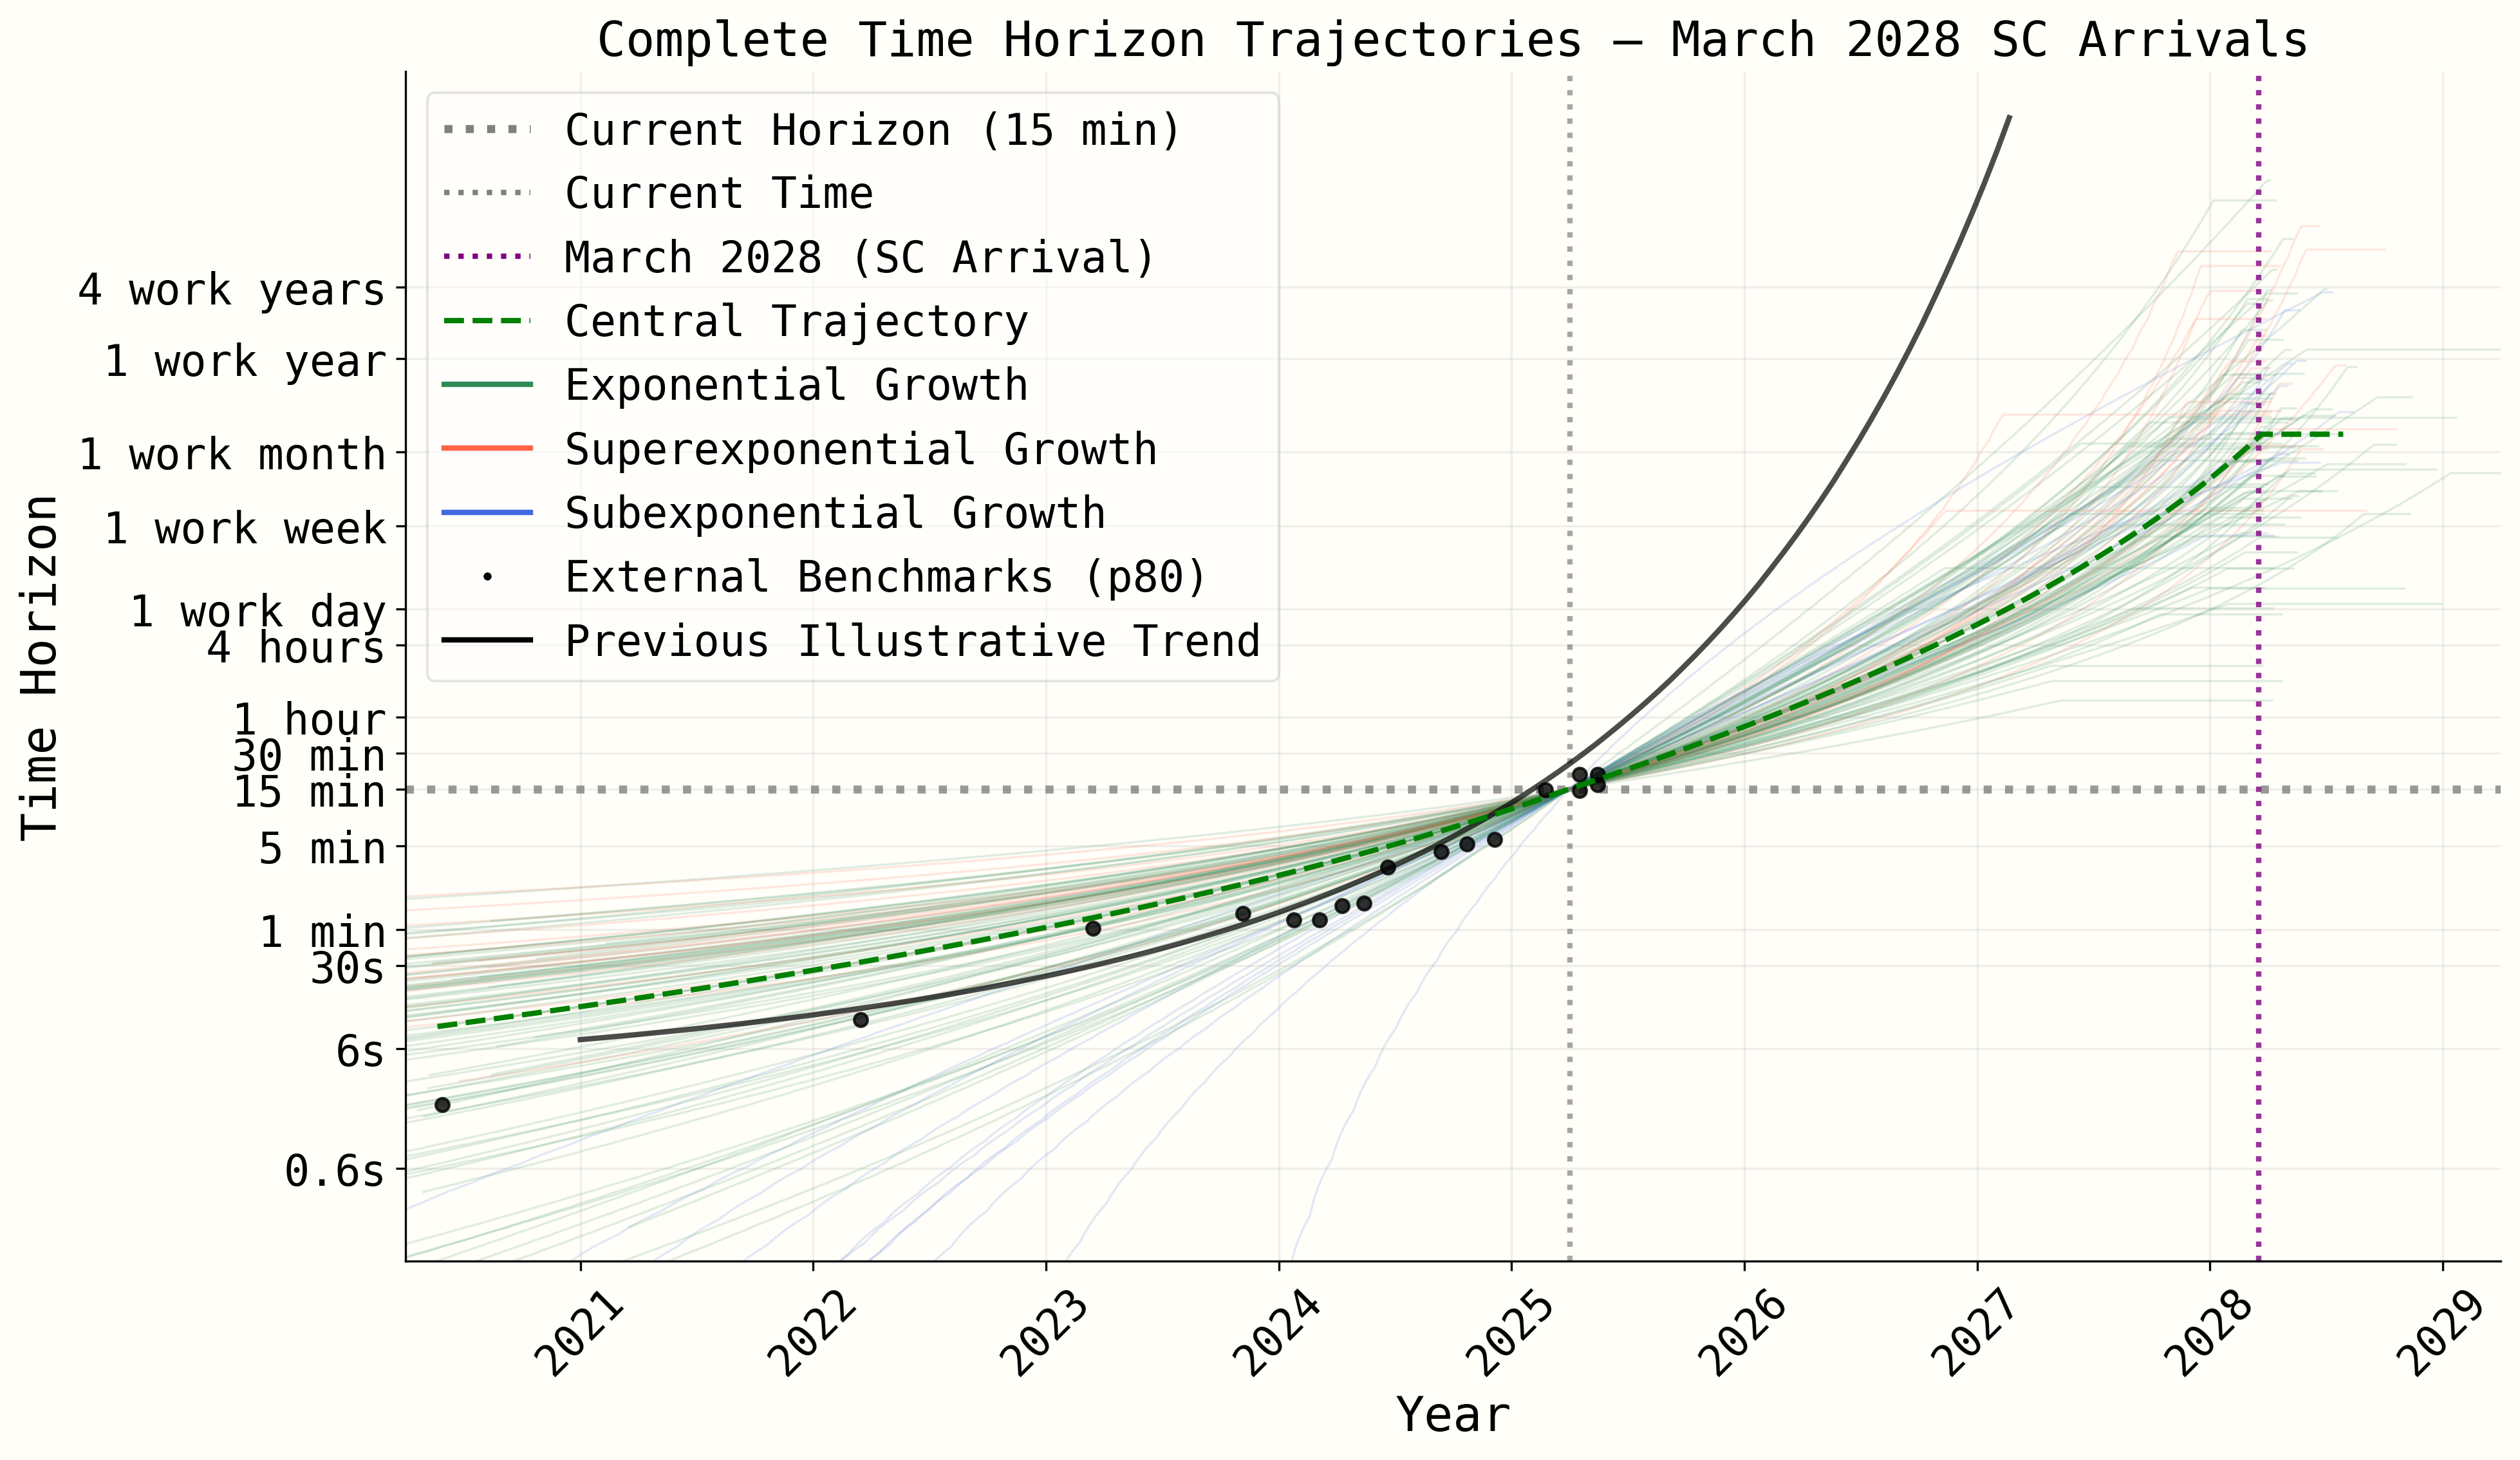 Complete Time Horizon Trajectories — March 2028 SC Arrivals
Current Horizon (15 min)
Current Time
March 2028 (SC Arrival)
Central Trajectory
Exponential Growth
Superexponential Growth
Subexponential Growth
External Benchmarks (p80)
Previous Illustrative Trend
Time Horizon
4 work years
1 work year
1 work month
1 work week
1 work day
4 hours
1 hour
30 min
15 min
5 min
1 min
30s
6s
0.6s
2021
2022
2023
2024
2025
2026
2027
2028
2029
Year